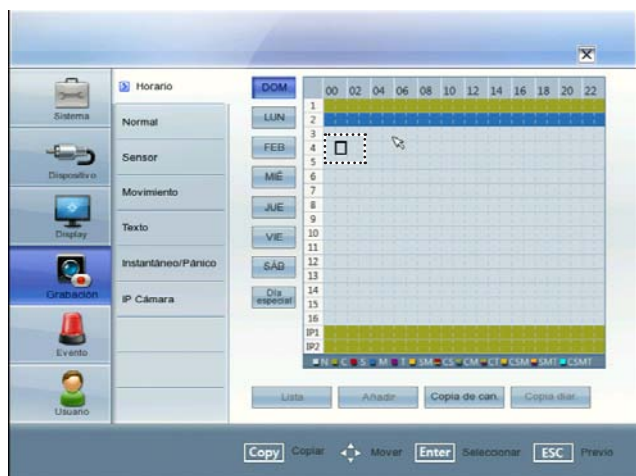 Sistema
Dispositivo
Display
Grabación
Evento
Usuario
Horario
Normal
Sensor
Movimiento
Texto
Instantáneo/Pánico
IP Cámara
DOM
LUN
FEB
MIÉ
JUE
VIE
SÁB
Día
especial
00 02 04 06 08 10 12 14 16 18 20 22
1
2
3
4
5
6
7
8
9
10
11
12
13
14
15
16
IP1
IP2
N C S M T SM CS CM CT CSM SMT CSMT
Lista Añadir Copia de can. Copia diar.
Copy Copiar Mover Enter Seleccionar ESC Previo